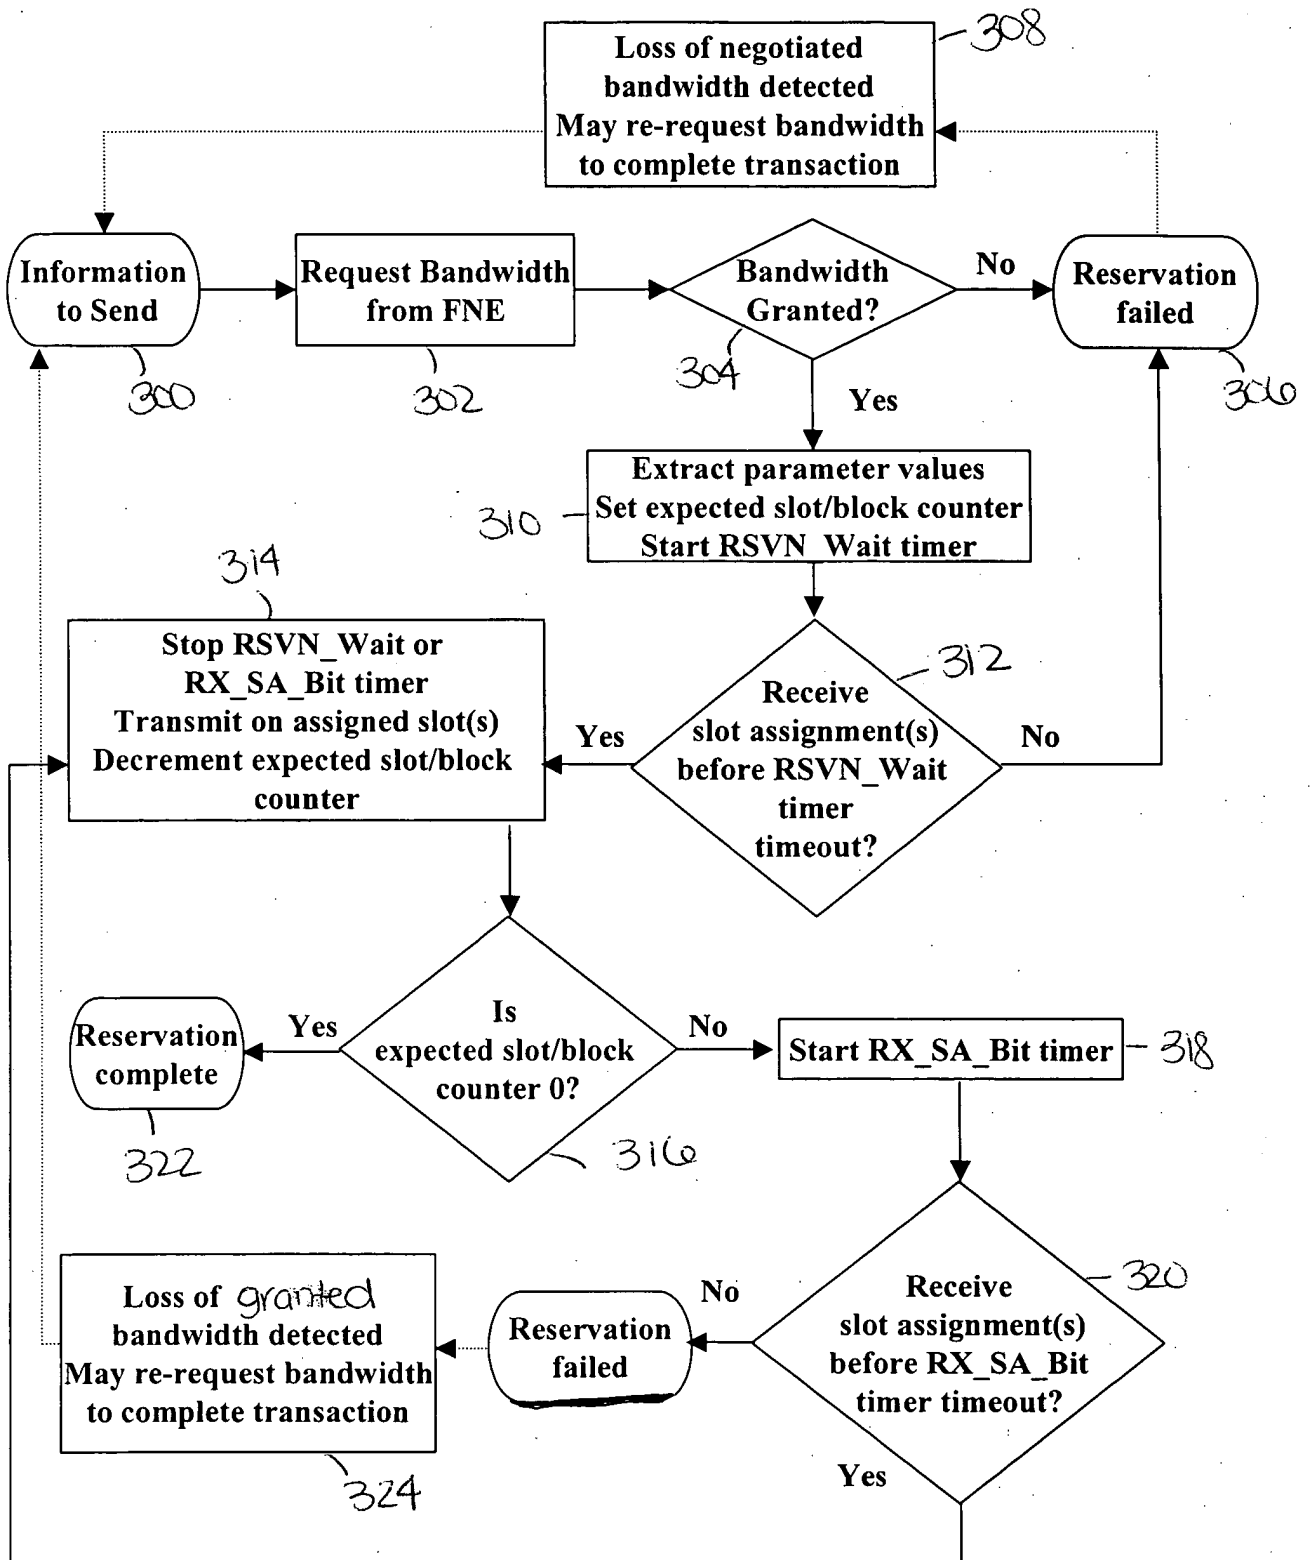 Loss of negotiated
bandwidth detected
May re-request bandwidth
to complete transaction
308
Information
to Send
300
Request Bandwidth
from FNE
302
Bandwidth
Granted?
304
No
Yes
Reservation
failed
306
Extract parameter values
Set expected slot/block counter
Start RSVN_Wait timer
310
Receive
slot assignment(s)
before RSVN_Wait
timer
timeout?
312
Yes
No
314
Stop RSVN_Wait or
RX_SA_Bit timer
Transmit on assigned slot(s)
Decrement expected slot/block
counter
Is
expected slot/block
counter 0?
316
Yes
No
Reservation
complete
322
Start RX_SA_Bit timer
318
Receive
slot assignment(s)
before RX_SA_Bit
timer timeout?
320
No
Yes
Reservation
failed
Loss of granted
bandwidth detected
May re-request bandwidth
to complete transaction
324